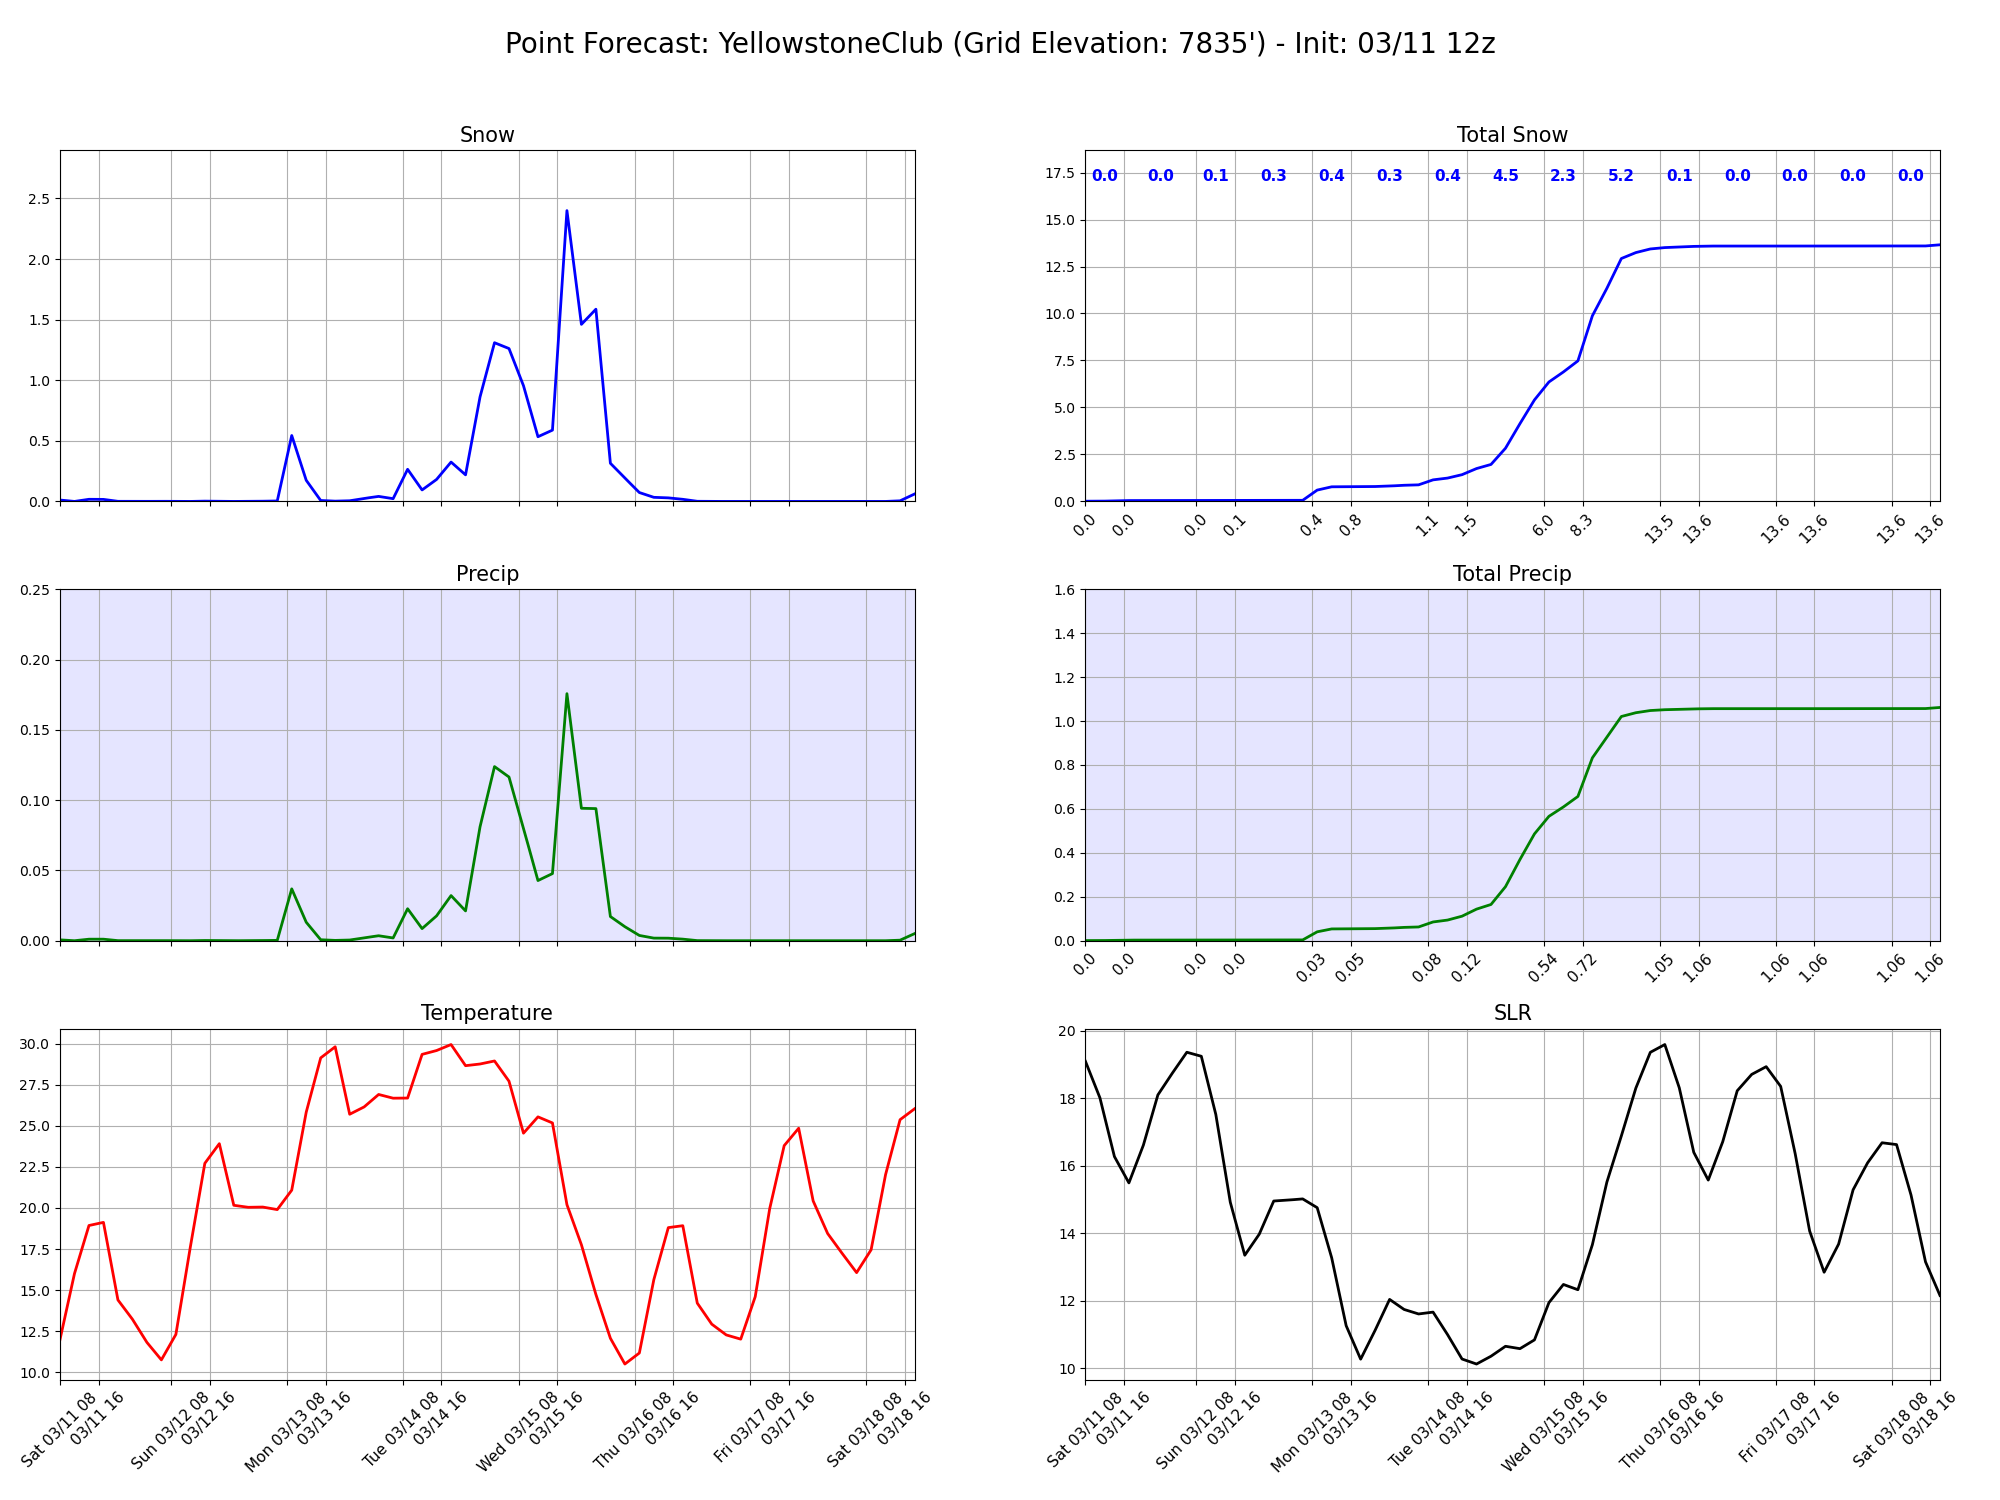 Point Forecast: YellowstoneClub (Grid Elevation: 7835') - Init: 03/11 12z
Snow
2.5
2.0
1.5
1.0
0.5
0.0
Total Snow
17.5
15.0
12.5
10.0
7.5
5.0
2.5
0.0
0.0 0.0 0.1 0.3 0.4 0.3 0.4 4.5 2.3 5.2 0.1 0.0 0.0 0.0 0.0
0.0 0.0 0.0 0.1 0.4 0.8 1.1 1.5 6.0 8.3 13.5 13.6 13.6 13.6 13.6 13.6
Precip
0.25
0.20
0.15
0.10
0.05
0.00
Total Precip
1.6
1.4
1.2
1.0
0.8
0.6
0.4
0.2
0.0
0.0 0.0 0.0 0.0 0.03 0.05 0.08 0.12 0.54 0.72 1.05 1.06 1.06 1.06 1.06 1.06
Temperature
30.0
27.5
25.0
22.5
20.0
17.5
15.0
12.5
10.0
Sat 03/11 08
03/11 16
Sun 03/12 08
03/12 16
Mon 03/13 08
03/13 16
Tue 03/14 08
03/14 16
Wed 03/15 08
03/15 16
Thu 03/16 08
03/16 16
Fri 03/17 08
03/17 16
Sat 03/18 08
03/18 16
SLR
20
18
16
14
12
10
Sat 03/11 08
03/11 16
Sun 03/12 08
03/12 16
Mon 03/13 08
03/13 16
Tue 03/14 08
03/14 16
Wed 03/15 08
03/15 16
Thu 03/16 08
03/16 16
Fri 03/17 08
03/17 16
Sat 03/18 08
03/18 16